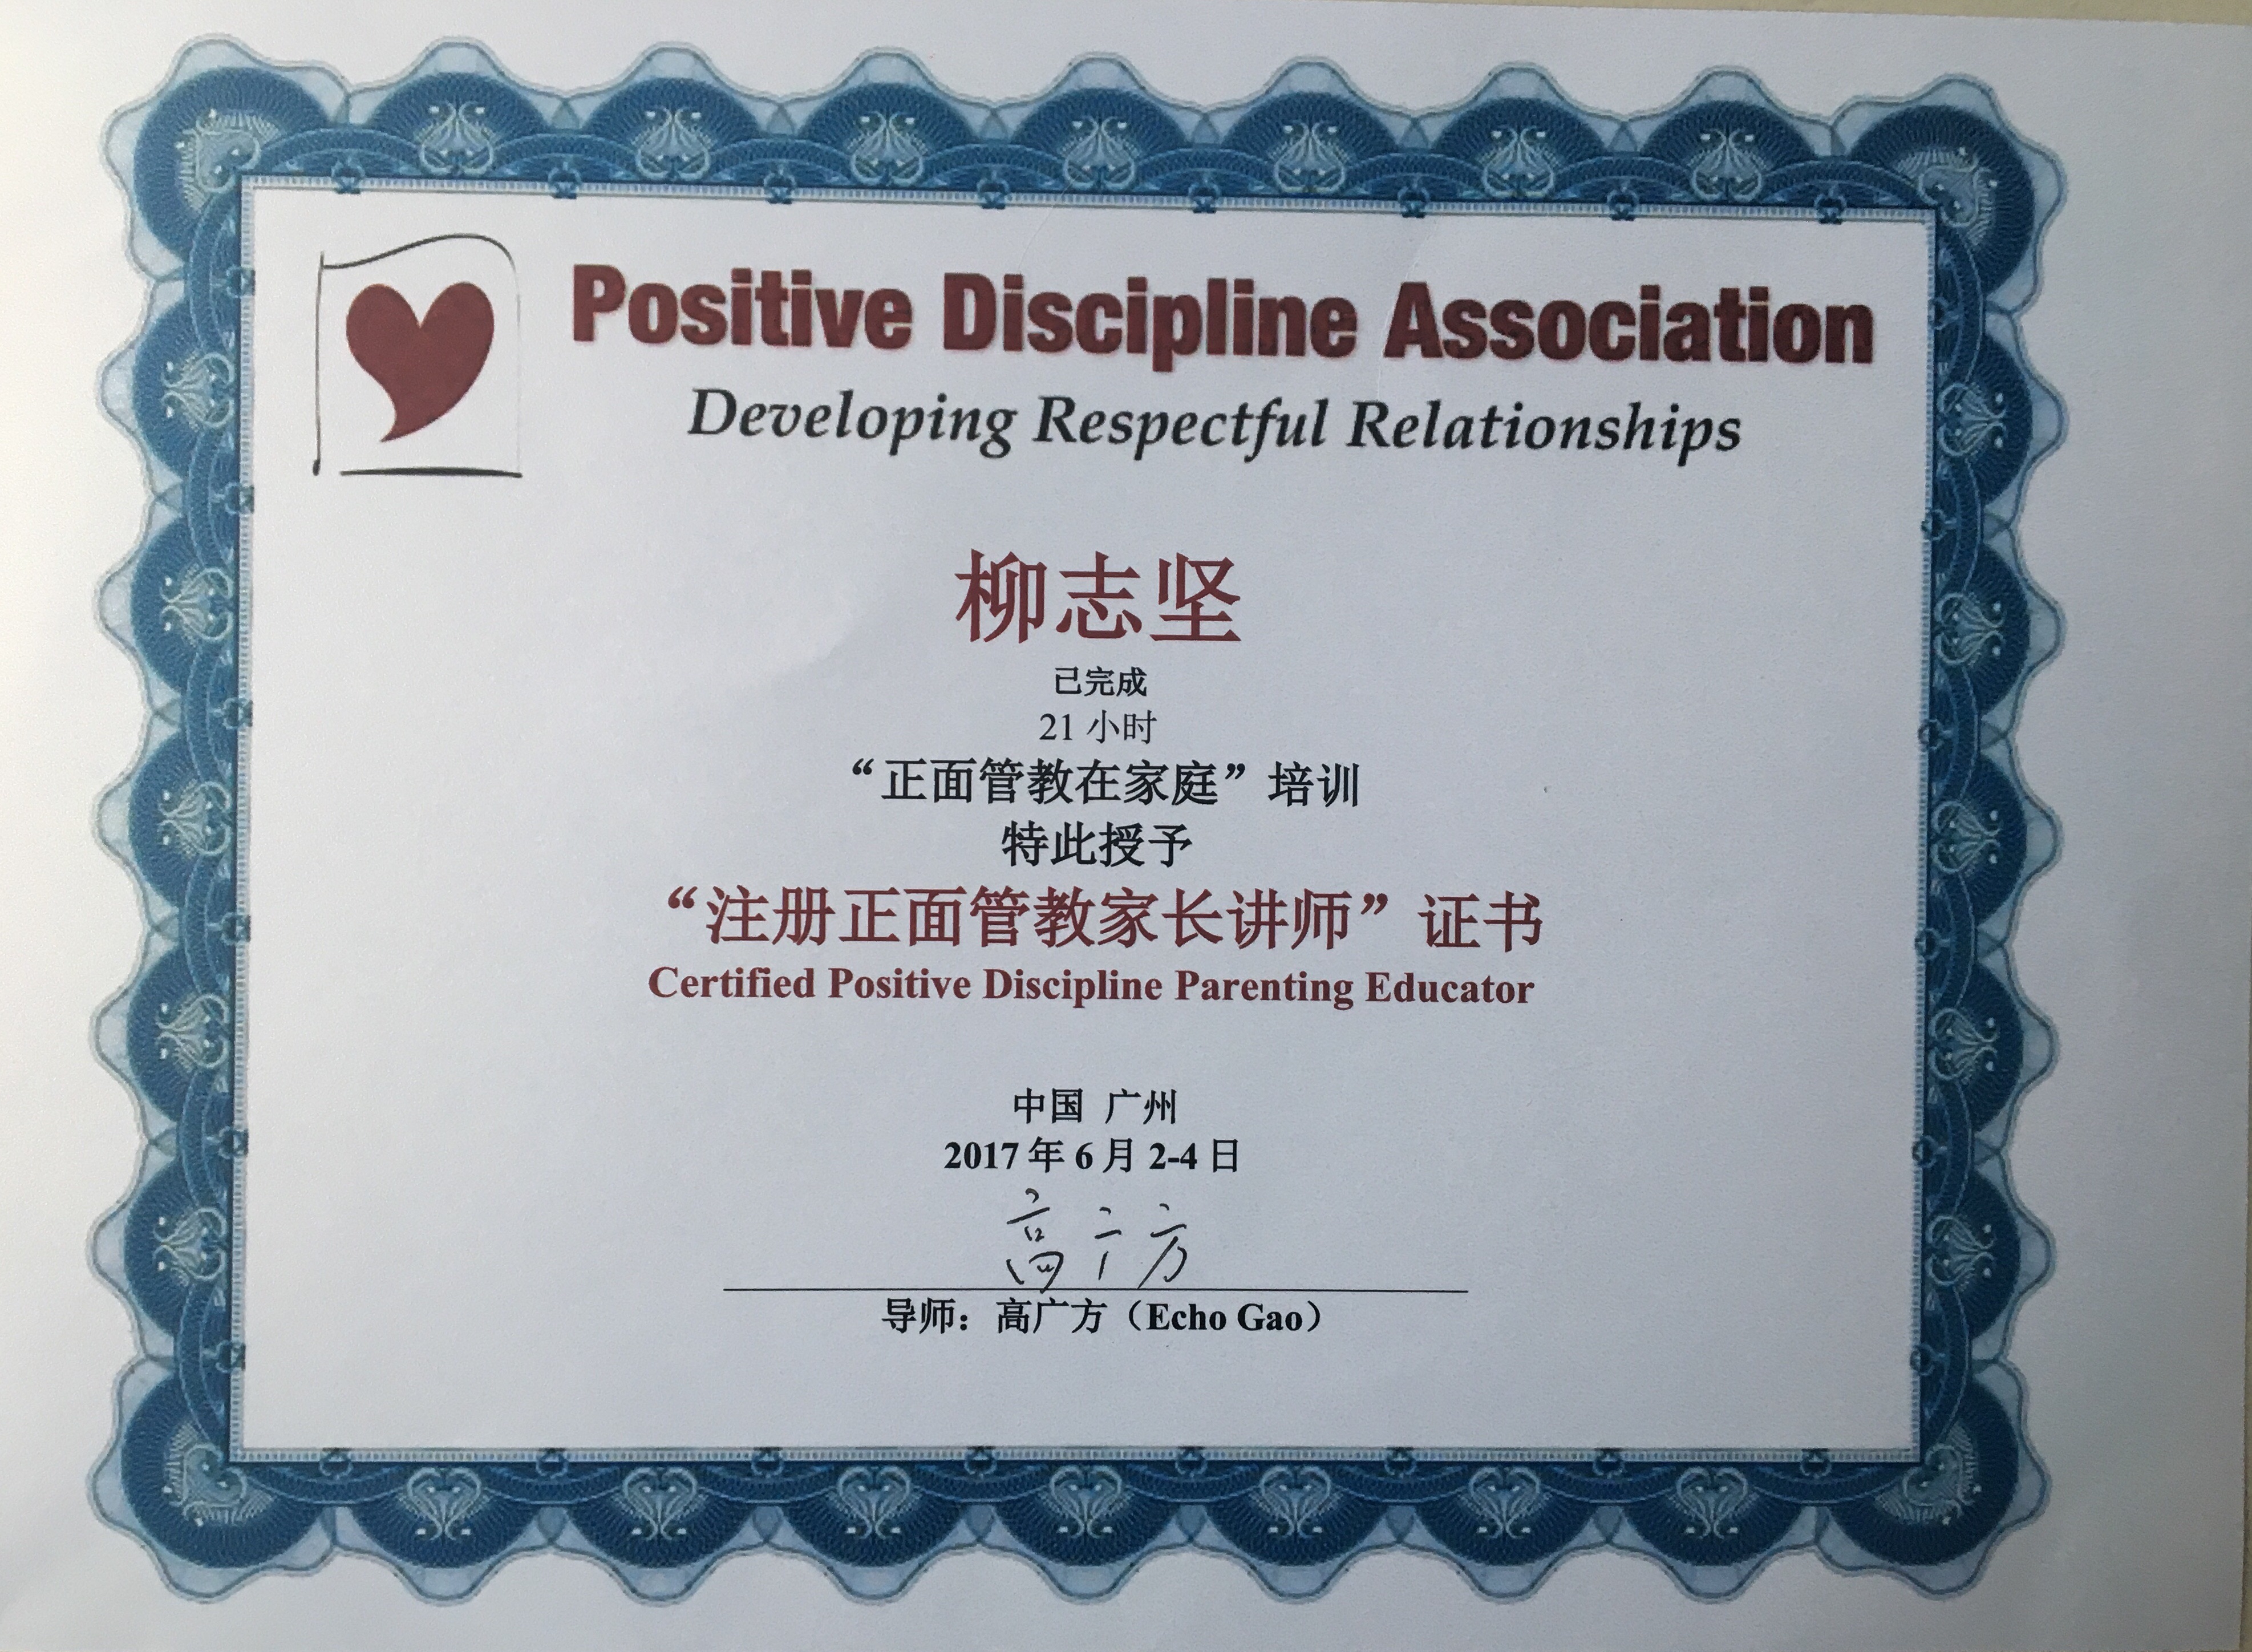 Positive Discipline Association
Developing Respectful Relationships
柳志坚
已完成
21 小时
“正面管教在家庭”培训
特此授予
“注册正面管教家长讲师”证书
Certified Positive Discipline Parenting Educator
中国 广州
2017 年 6 月 2-4 日
高广方
导师：高广方（Echo Gao）